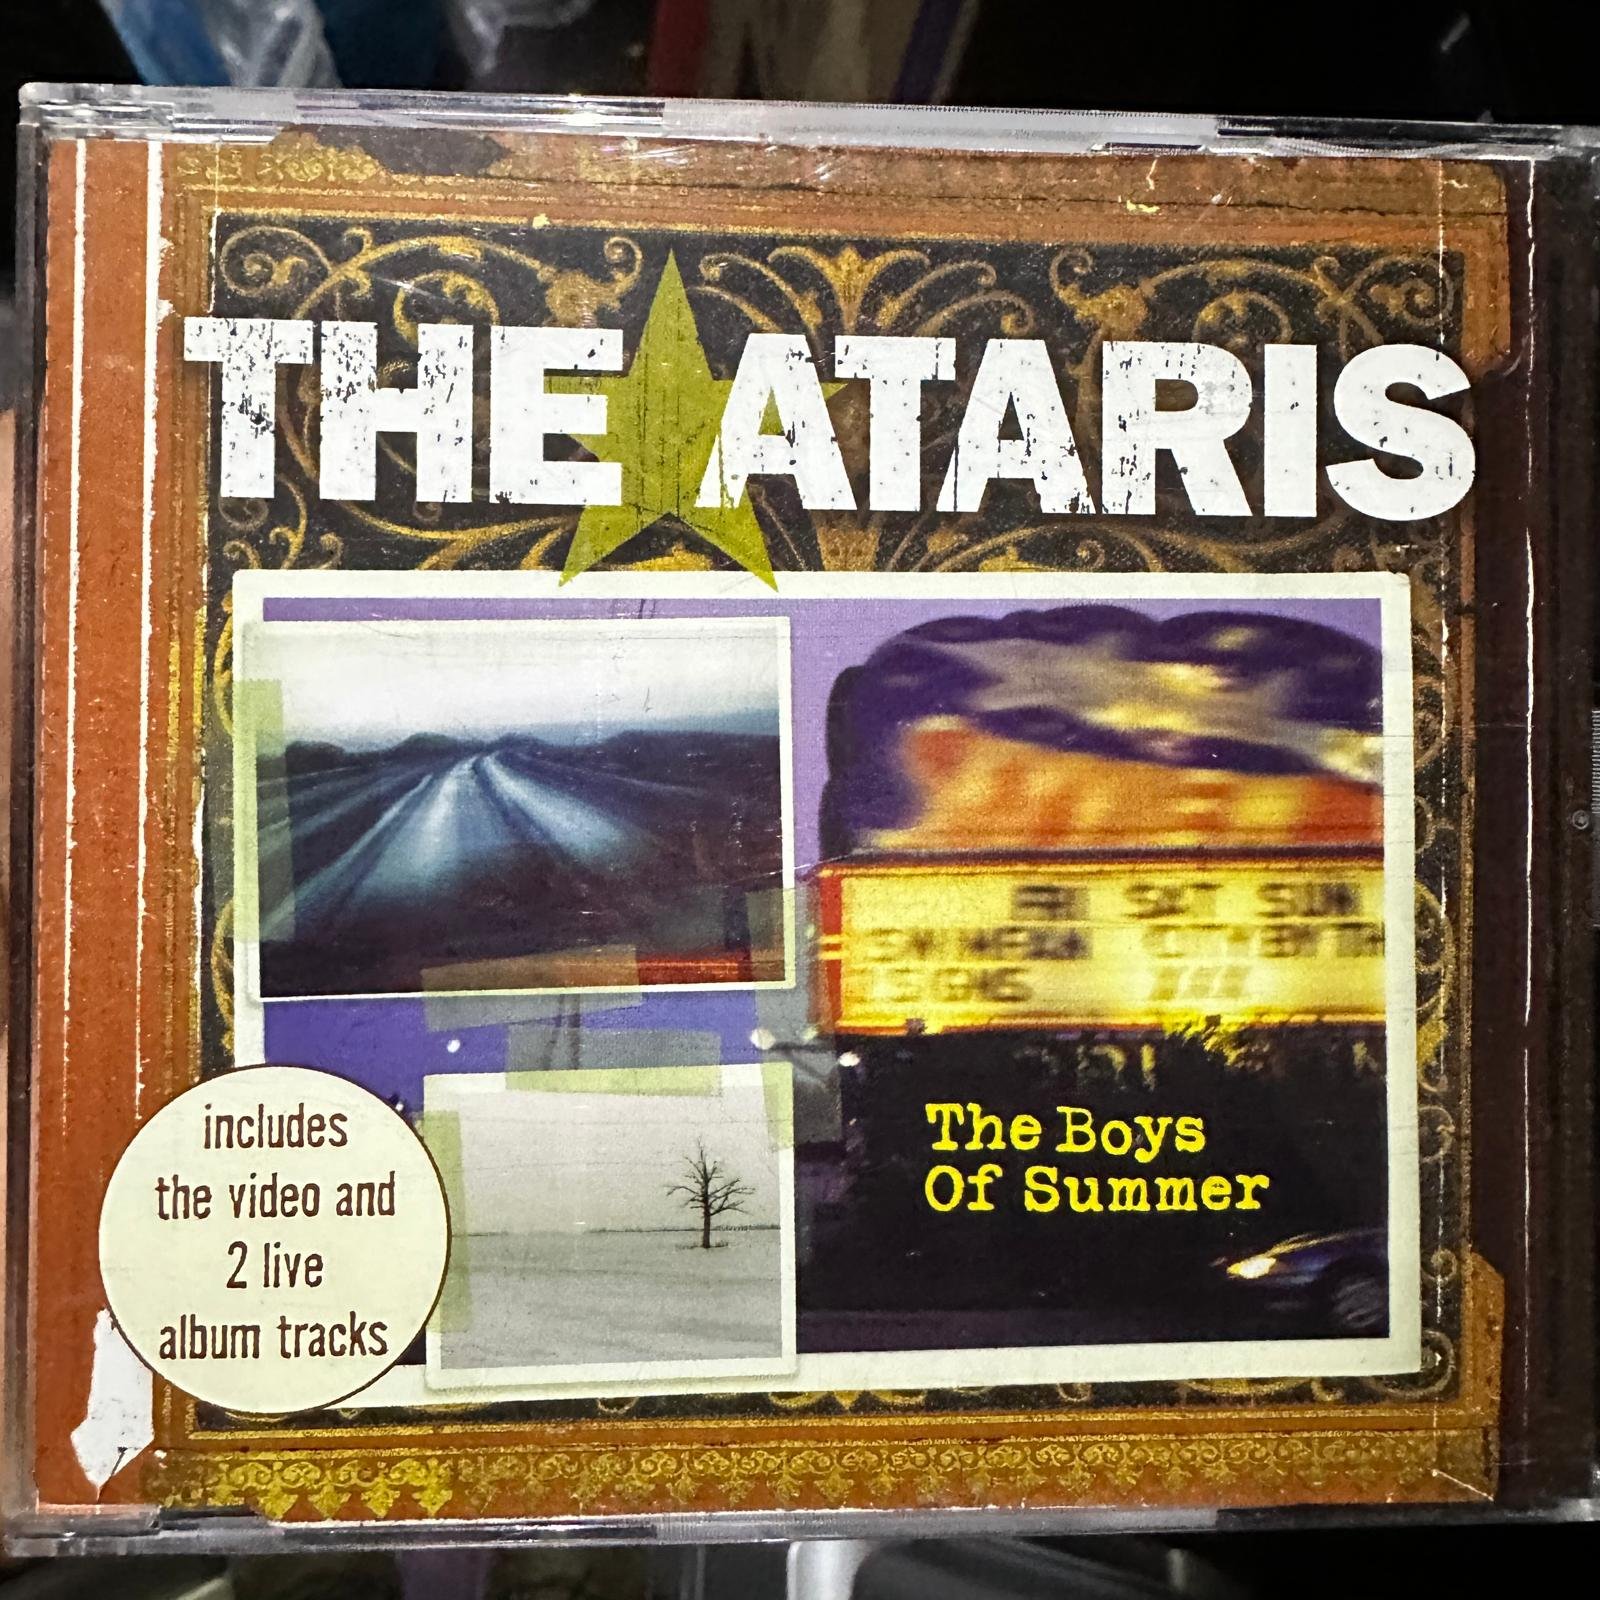 THE ATARIS
FRI SAT SUN
The Boys
Of Summer
includes
the video and
2 live
album tracks